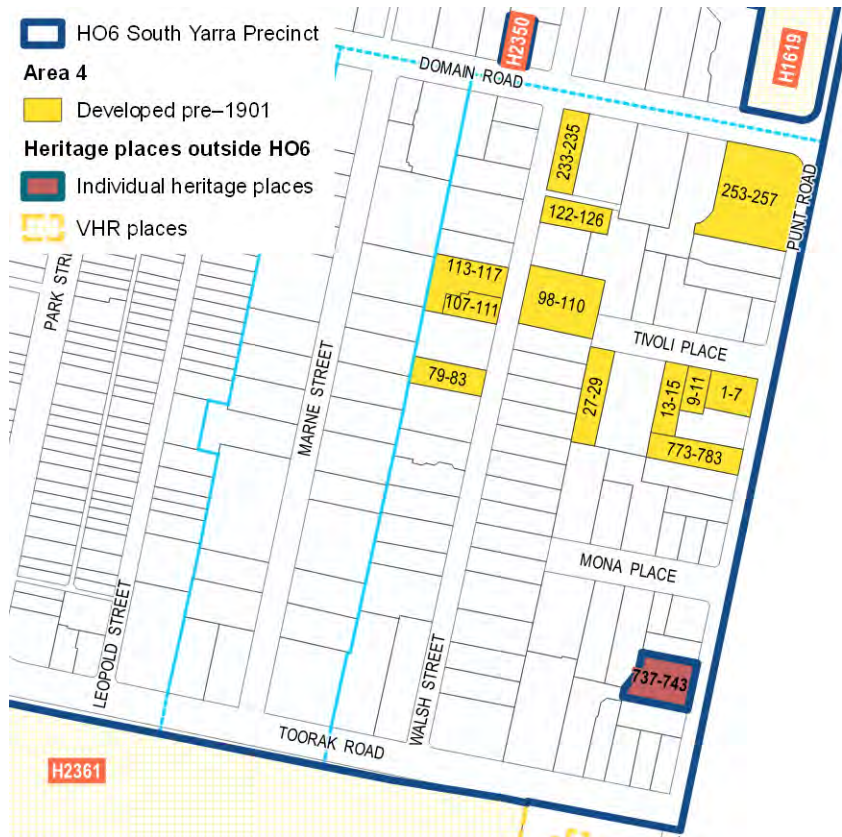 HO6 South Yarra Precinct
Area 4
Developed pre–1901
Heritage places outside HO6
Individual heritage places
VHR places
H2350
H1619
DOMAIN ROAD
PUNT ROAD
233-235
253-257
122-126
113-117
107-111
98-110
PARK STR
TIVOLI PLACE
79-83
MARNE STREET
27-29
13-15
9-11
1-7
773-783
MONA PLACE
LEOPOLD STREET
WALSH STREET
737-743
TOORAK ROAD
H2361